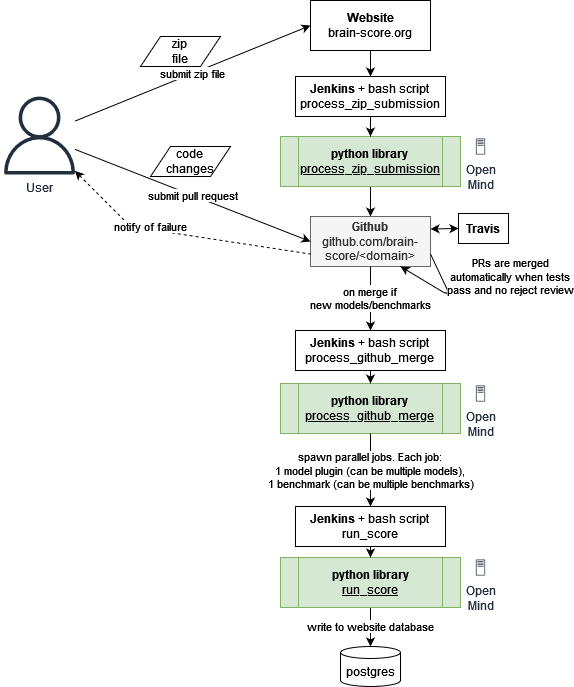 Website
brain-score.org
zip
file
submit zip file
Jenkins + bash script
process_zip_submission
python library
process_zip_submission
Open
Mind
User
code
changes
submit pull request
notify of failure
Github
github.com/brain-
score/<domain>
Travis
PRs are merged
automatically when tests
pass and no reject review
on merge if
new models/benchmarks
Jenkins + bash script
process_github_merge
python library
process_github_merge
Open
Mind
spawn parallel jobs. Each job:
1 model plugin (can be multiple models),
1 benchmark (can be multiple benchmarks)
Jenkins + bash script
run_score
python library
run_score
Open
Mind
write to website database
postgres